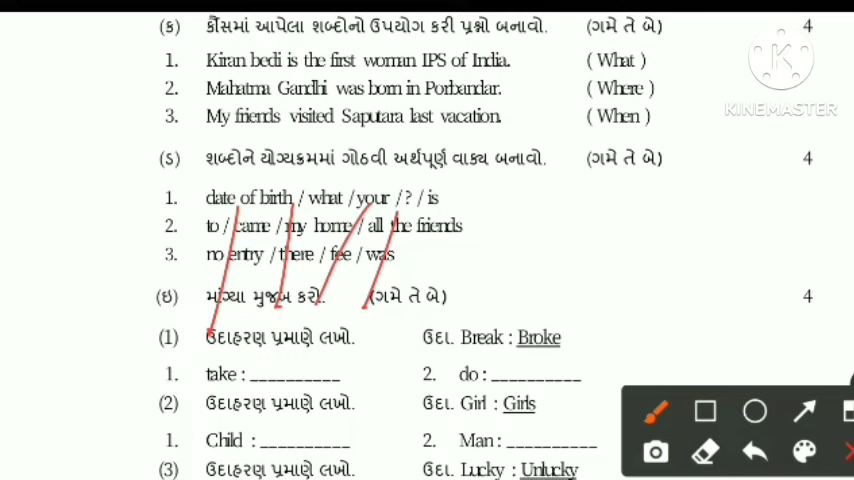 (ક) કૌંસમાં આપેલા શબ્દોનો ઉપયોગ કરી પ્રશ્નો બનાવો. (ગમે તે બે) 4
1. Kiran bedi is the first woman IPS of India. ( What )
2. Mahatma Gandhi was born in Porbandar. ( Where )
3. My friends visited Saputara last vacation. ( When )
KINEMASTER
(ડ) શબ્દોને યોગ્યક્રમમાં ગોઠવી અર્થપૂર્ણ વાક્ય બનાવો. (ગમે તે બે) 4
1. date of birth / what / your / ? / is
2. to / came / my home / all the friends
3. no entry / there / fee / was
(ઇ) માંગ્યા મુજબ કરો. (ગમે તે બે) 4
(1) ઉદાહરણ પ્રમાણે લખો. ઉદા. Break : Broke
1. take : __________ 2. do : __________
(2) ઉદાહરણ પ્રમાણે લખો. ઉદા. Girl : Girls
1. Child : __________ 2. Man : __________
(3) ઉદાહરણ પ્રમાણે લખો. ઉદા. Lucky : Unlucky